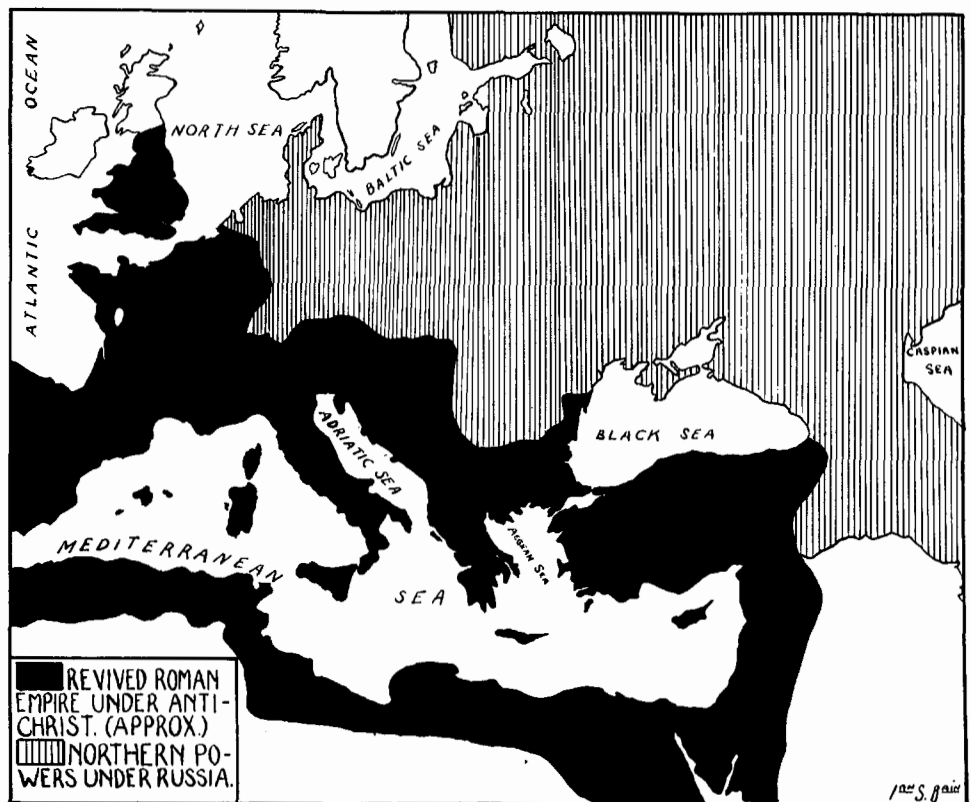 ATLANTIC OCEAN
NORTH SEA
BALTIC SEA
CASPIAN
SEA
BLACK SEA
ADRIATIC SEA
AEGEAN SEA
MEDITERRANEAN
SEA
REVIVED ROMAN
EMPIRE UNDER ANTI-
CHRIST. (APPROX.)
NORTHERN PO-
WERS UNDER RUSSIA.